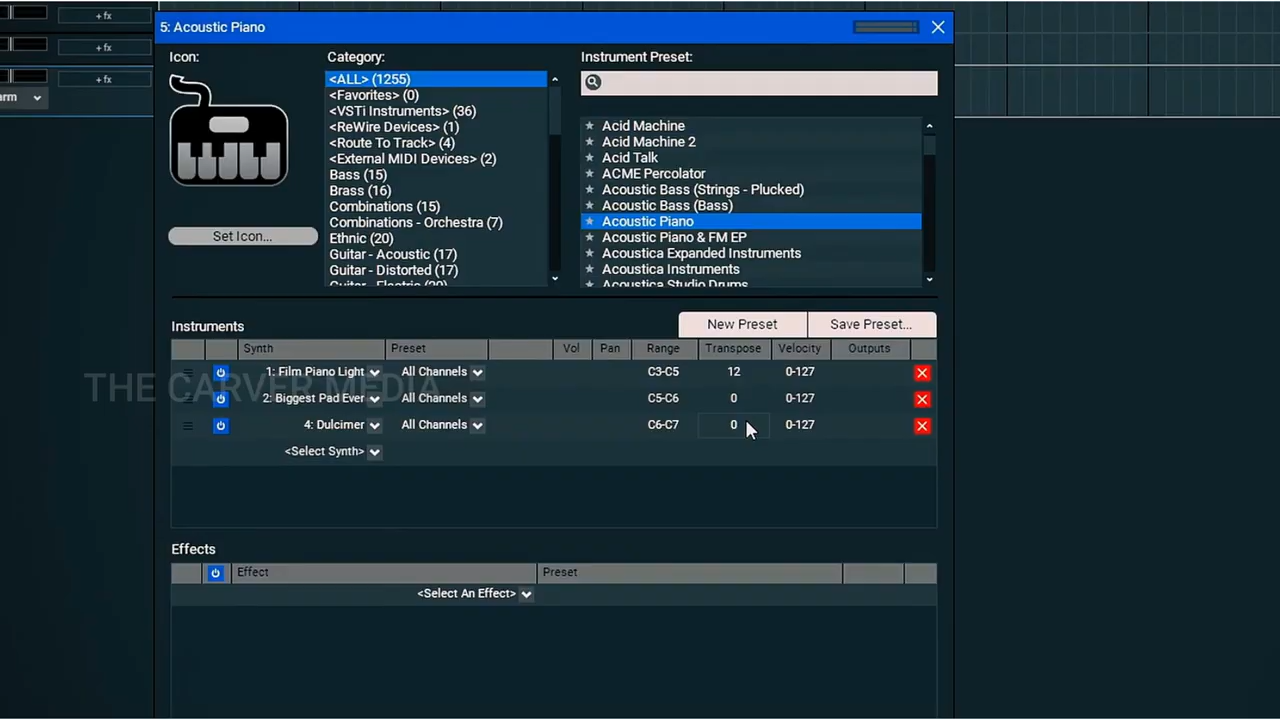 + fx
+ fx
+ fx
arm
5: Acoustic Piano
Icon:
Set Icon...
Category:
<ALL> (1255)
<Favorites> (0)
<VSTi Instruments> (36)
<ReWire Devices> (1)
<Route To Track> (4)
<External MIDI Devices> (2)
Bass (15)
Brass (16)
Combinations (15)
Combinations - Orchestra (7)
Ethnic (20)
Guitar - Acoustic (17)
Guitar - Distorted (17)
Guitar - Electric (20)
Instrument Preset:
Acid Machine
Acid Machine 2
Acid Talk
ACME Percolator
Acoustic Bass (Strings - Plucked)
Acoustic Bass (Bass)
Acoustic Piano
Acoustic Piano & FM EP
Acoustica Expanded Instruments
Acoustica Instruments
Acoustica Studio Drums
Instruments
New Preset Save Preset...
Synth Preset Vol Pan Range Transpose Velocity Outputs
1: Film Piano Light All Channels C3-C5 12 0-127
THE CARVER MEDIA
2: Biggest Pad Ever All Channels C5-C6 0 0-127
4: Dulcimer All Channels C6-C7 0 0-127
<Select Synth>
Effects
Effect Preset
<Select An Effect>